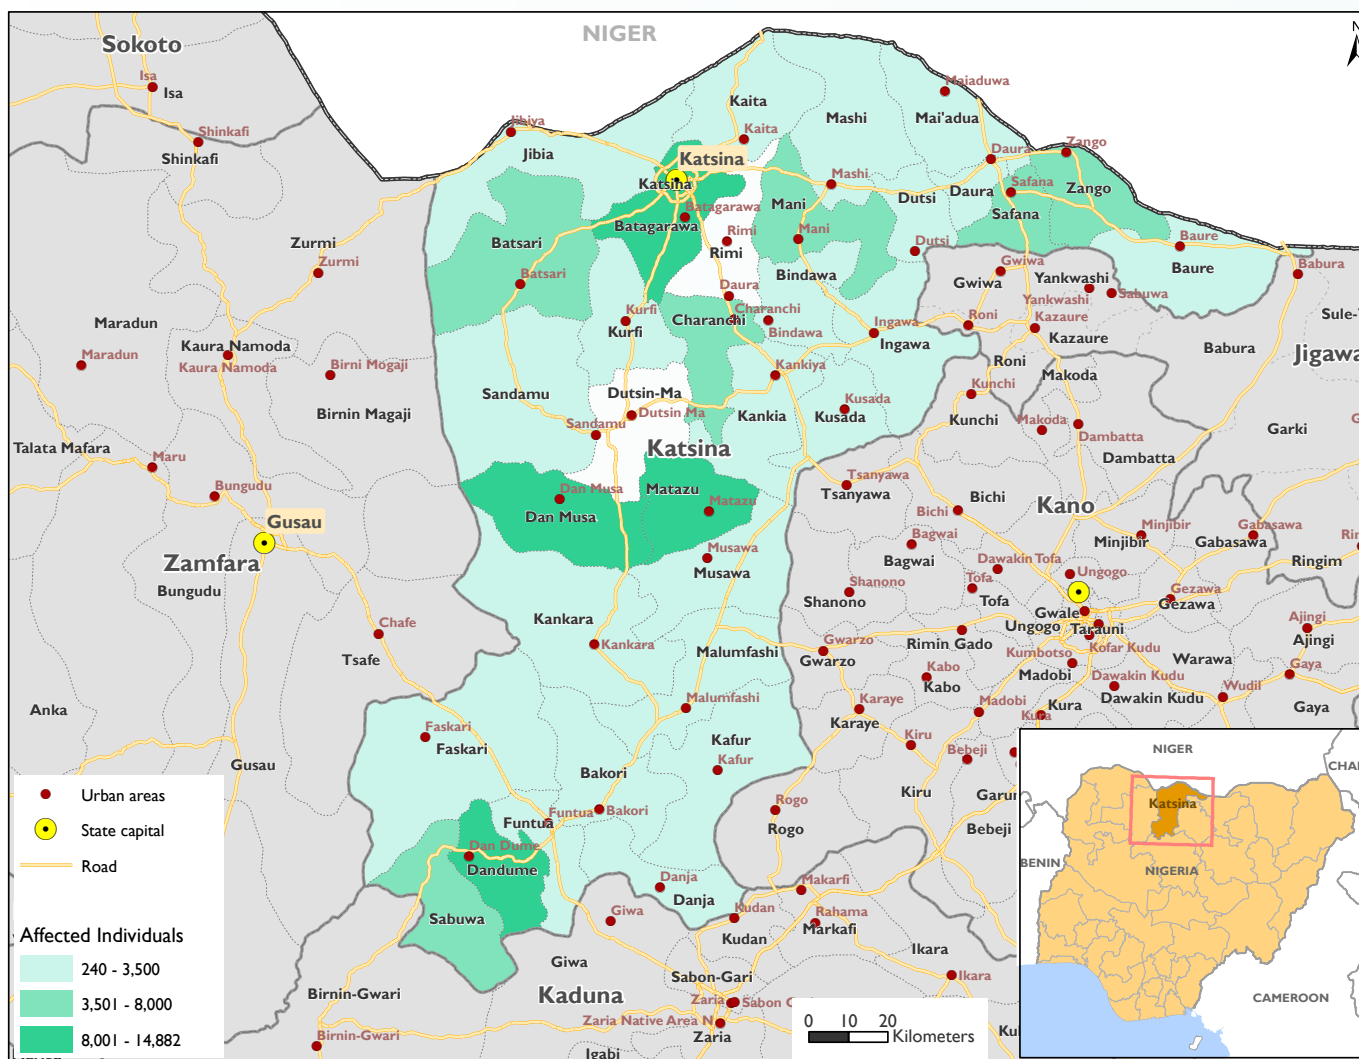 NIGER
N
Sokoto
Isa
Isa
Shinkafi
Shinkafi
Maiaduwa
Kaita
Mashi
Mai'adua
Jibiya
Jibia
Kaita
Katsina
Katsina
Daura
Zango
Mashi
Dutsi
Daura
Safana
Zango
Safana
Mani
Batagarawa
Batagarawa
Rimi
Rimi
Mani
Dutsi
Baure
Baure
Zurmi
Zurmi
Batsari
Batsari
Bindawa
Gwiwa
Gwiwa
Yankwashi
Yankwashi
Sabuwa
Babura
Daura
Charanchi
Charanchi
Bindawa
Kurfi
Kurfi
Ingawa
Ingawa
Roni
Kazaure
Kazaure
Roni
Babura
Sule-
Jigawa
Maradun
Maradun
Kaura Namoda
Kaura Namoda
Birni Mogaji
Birnin Magaji
Sandamu
Dutsin-Ma
Dutsin Ma
Sandamu
Kankiya
Kankia
Kusada
Kusada
Makoda
Kunchi
Kunchi
Makoda
Dambatta
Dambatta
Garki
G
Talata Mafara
Maru
Bungudu
Katsina
Dan Musa
Dan Musa
Matazu
Matazu
Tsanyawa
Tsanyawa
Bichi
Bichi
Kano
Gusau
Zamfara
Bungudu
Musawa
Musawa
Bagwai
Bagwai
Minjibir
Minjibir
Gabasawa
Gabasawa
Rin
Ringim
Dawakin Tofa
Tofa
Tofa
Ungogo
Shanono
Shanono
Gwale
Ungogo
Tarauni
Gezawa
Gezawa
Kankara
Kankara
Chafe
Tsafe
Malumfashi
Malumfashi
Gwarzo
Gwarzo
Rimin Gado
Kofar Kudu
Kumbotso
Madobi
Warawa
Ajingi
Ajingi
Kabo
Kabo
Dawakin Kudu
Dawakin Kudu
Wudil
Gaya
Gaya
Anka
Karaye
Karaye
Madobi
Kura
Kura
Faskari
Faskari
Kafur
Kafur
Kiru
Kiru
Bebeji
Bebeji
Garun
Gusau
Bakori
Bakori
Funtua
Funtua
Rogo
Rogo
Dan Dume
Dandume
Sabuwa
Danja
Danja
Makarfi
Markafi
Giwa
Giwa
Kudan
Kudan
Rahama
Ikara
Ikara
Birnin-Gwari
Birnin-Gwari
Kaduna
Sabon-Gari
Zaria
Sabon G
Zaria Native Area N
Zaria
Igabi
Urban areas
State capital
Road
Affected Individuals
240 - 3,500
3,501 - 8,000
8,001 - 14,882
0 10 20
Kilometers
NIGER
CHA
Katsina
BENIN
NIGERIA
CAMEROON